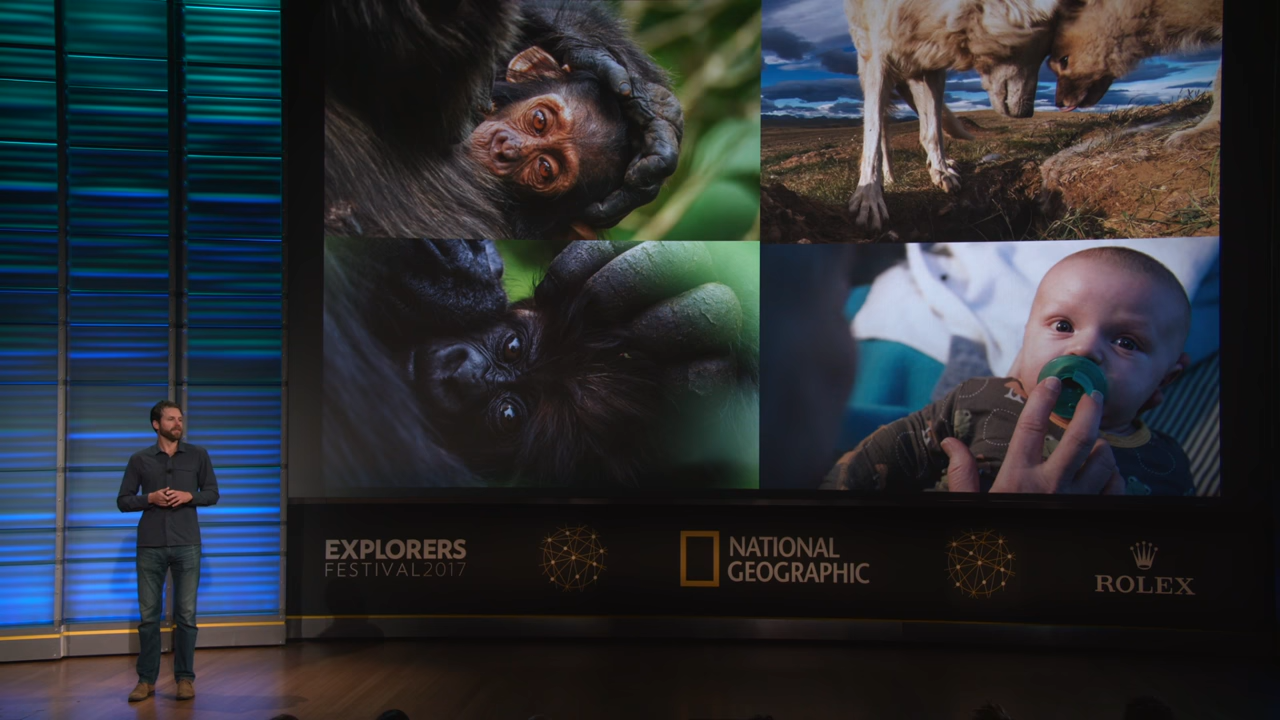 EXPLORERS
FESTIVAL2017
NATIONAL
GEOGRAPHIC
ROLEX